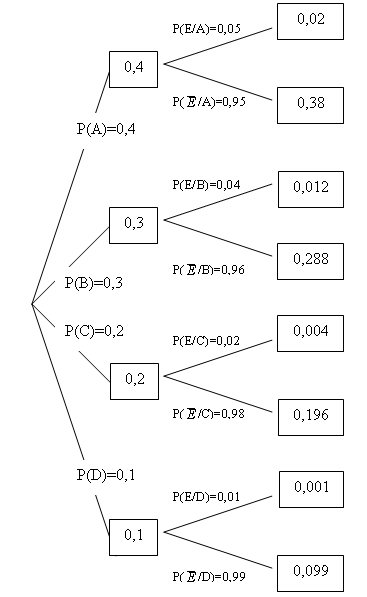 P(E/A)=0,05
0,02
0,4
P(E̅/A)=0,95
0,38
P(A)=0,4
P(E/B)=0,04
0,012
0,3
P(E̅/B)=0,96
0,288
P(B)=0,3
P(C)=0,2
P(E/C)=0,02
0,004
0,2
P(E̅/C)=0,98
0,196
P(D)=0,1
P(E/D)=0,01
0,001
0,1
P(E̅/D)=0,99
0,099